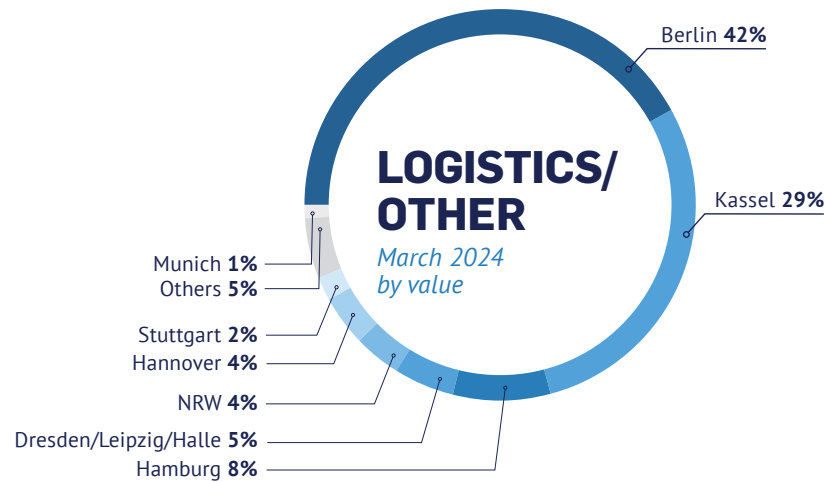 Berlin 42%
Kassel 29%
LOGISTICS/
OTHER
March 2024
by value
Munich 1%
Others 5%
Stuttgart 2%
Hannover 4%
NRW 4%
Dresden/Leipzig/Halle 5%
Hamburg 8%